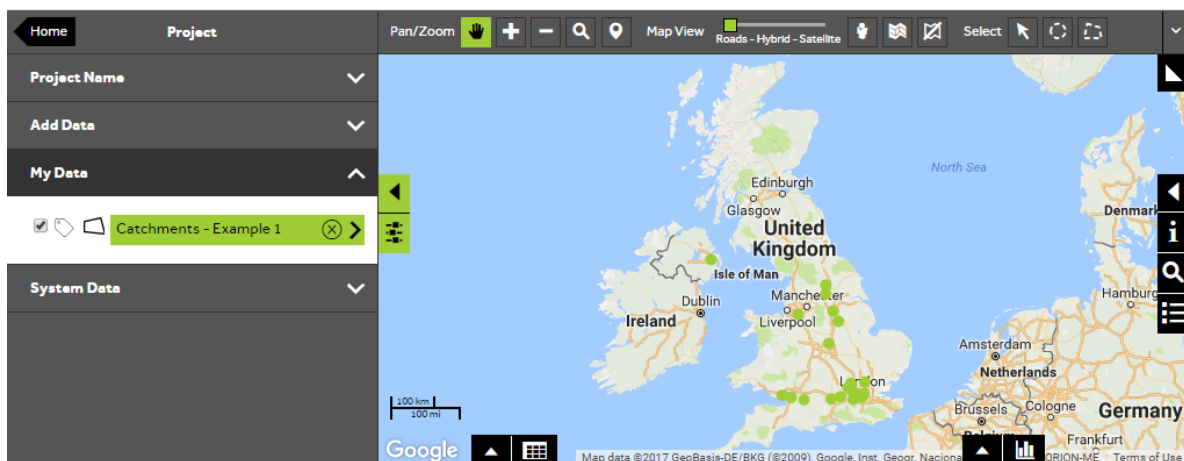 Home
Project
Pan/Zoom
Map View
Roads - Hybrid - Satellite
Select
Project Name
Add Data
My Data
Catchments - Example 1
System Data
North Sea
Edinburgh
Glasgow
United
Kingdom
Denmark
Isle of Man
Dublin
Manchester
Hamburg
Ireland
Liverpool
Amsterdam
Netherlands
London
100 km
100 mi
Brussels
Cologne
Germany
Frankfurt
Google
Map data ©2017 GeoBasis-DE/BKG (©2009), Google, Inst. Geogr. Naciona
ORION-ME
Terms of Use